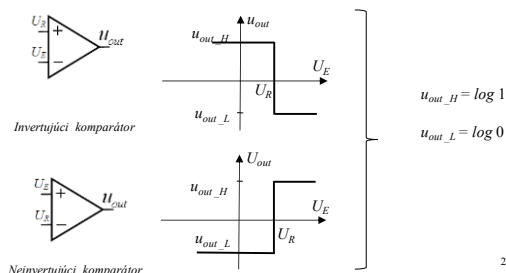 U_R
+
U_E
−
u_out
Invertujúci komparátor
u_out
u_out_H
U_E
U_R
u_out_L
u_out_H = log 1
u_out_L = log 0
U_E
+
U_R
−
u_out
Neinvertujúci komparátor
U_out
u_out_H
U_E
U_R
u_out_L
2